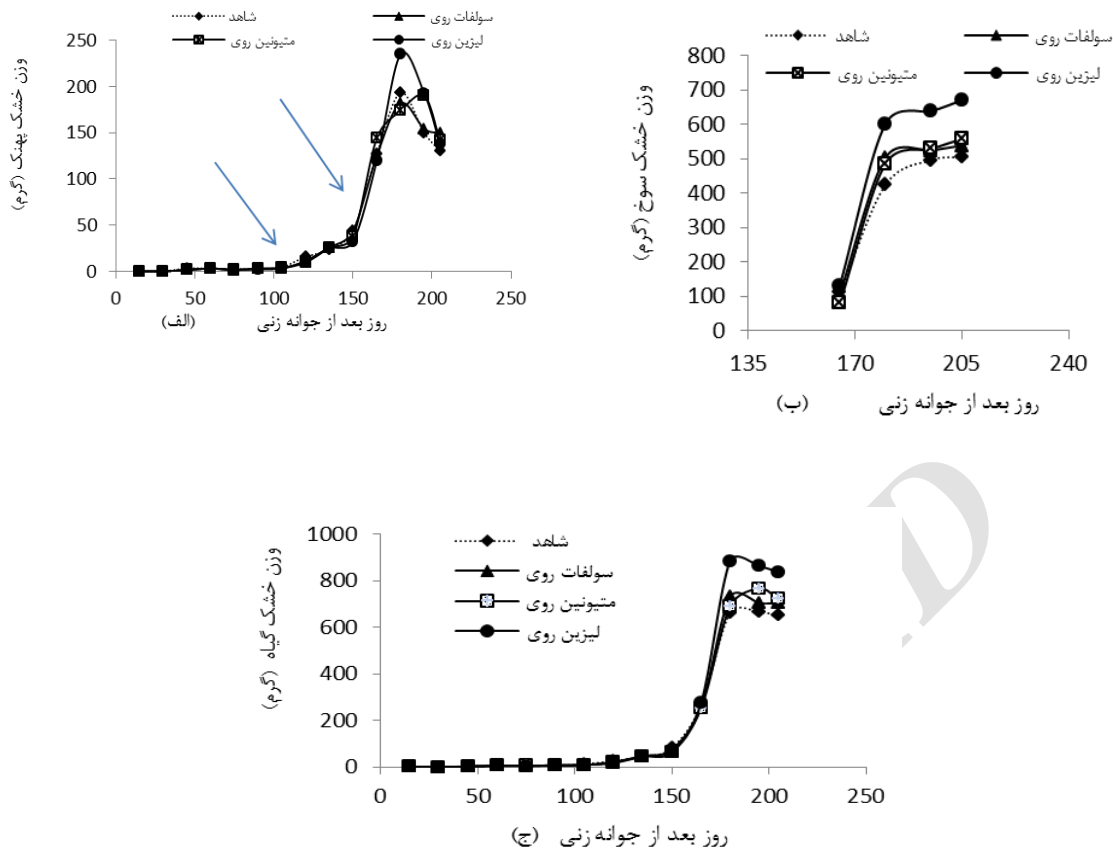 شاهد
سولفات روی
متیونین روی
لیزین روی
وزن خشک پهنک (گرم)
250
200
150
100
50
0
0 50 100 150 200 250
روز بعد از جوانه زنی (الف)
شاهد
سولفات روی
متیونین روی
لیزین روی
وزن خشک سوخ (گرم)
800
700
600
500
400
300
200
100
0
135 170 205 240
روز بعد از جوانه زنی (ب)
شاهد
سولفات روی
متیونین روی
لیزین روی
وزن خشک گیاه (گرم)
1000
800
600
400
200
0
0 50 100 150 200 250
روز بعد از جوانه زنی (ج)
D